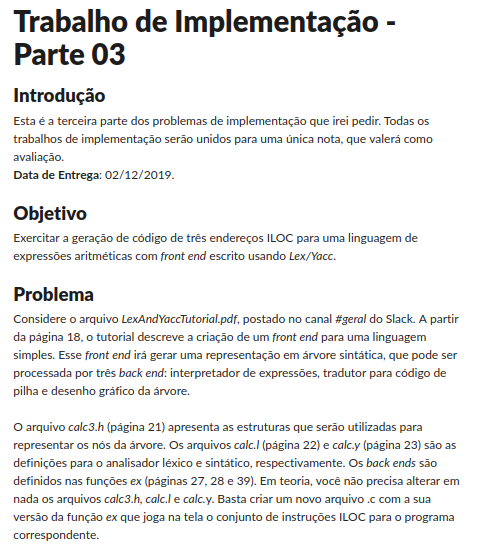 Trabalho de Implementação -
Parte 03
Introdução
Esta é a terceira parte dos problemas de implementação que irei pedir. Todas os
trabalhos de implementação serão unidos para uma única nota, que valerá como
avaliação.
Data de Entrega: 02/12/2019.
Objetivo
Exercitar a geração de código de três endereços ILOC para uma linguagem de
expressões aritméticas com front end escrito usando Lex/Yacc.
Problema
Considere o arquivo LexAndYaccTutorial.pdf, postado no canal #geral do Slack. A partir
da página 18, o tutorial descreve a criação de um front end para uma linguagem
simples. Esse front end irá gerar uma representação em árvore sintática, que pode ser
processada por três back end: interpretador de expressões, tradutor para código de
pilha e desenho gráfico da árvore.
O arquivo calc3.h (página 21) apresenta as estruturas que serão utilizadas para
representar os nós da árvore. Os arquivos calc.l (página 22) e calc.y (página 23) são as
definições para o analisador léxico e sintático, respectivamente. Os back ends são
definidos nas funções ex (páginas 27, 28 e 39). Em teoria, você não precisa alterar em
nada os arquivos calc3.h, calc.l e calc.y. Basta criar um novo arquivo .c com a sua
versão da função ex que joga na tela o conjunto de instruções ILOC para o programa
correspondente.